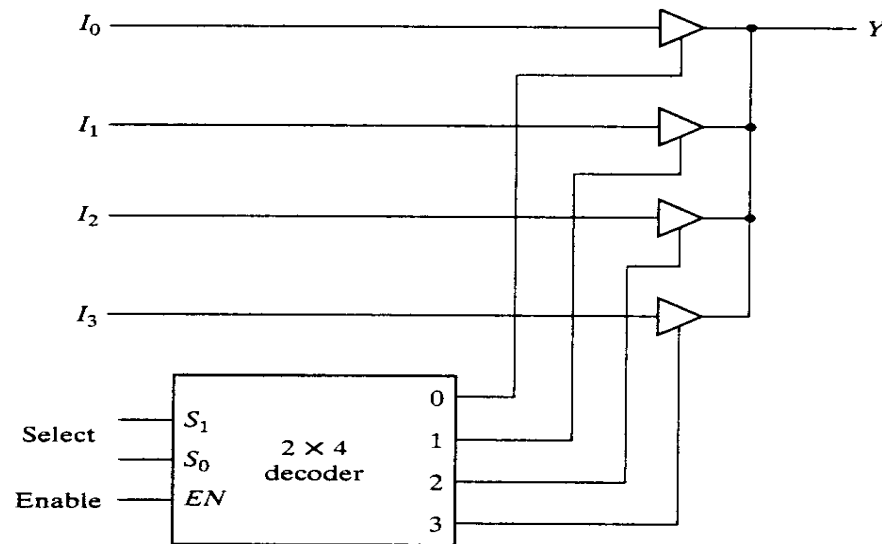 I₀
Y
I₁
I₂
I₃
Select
S₁
S₀
Enable
EN
2 × 4
decoder
0
1
2
3